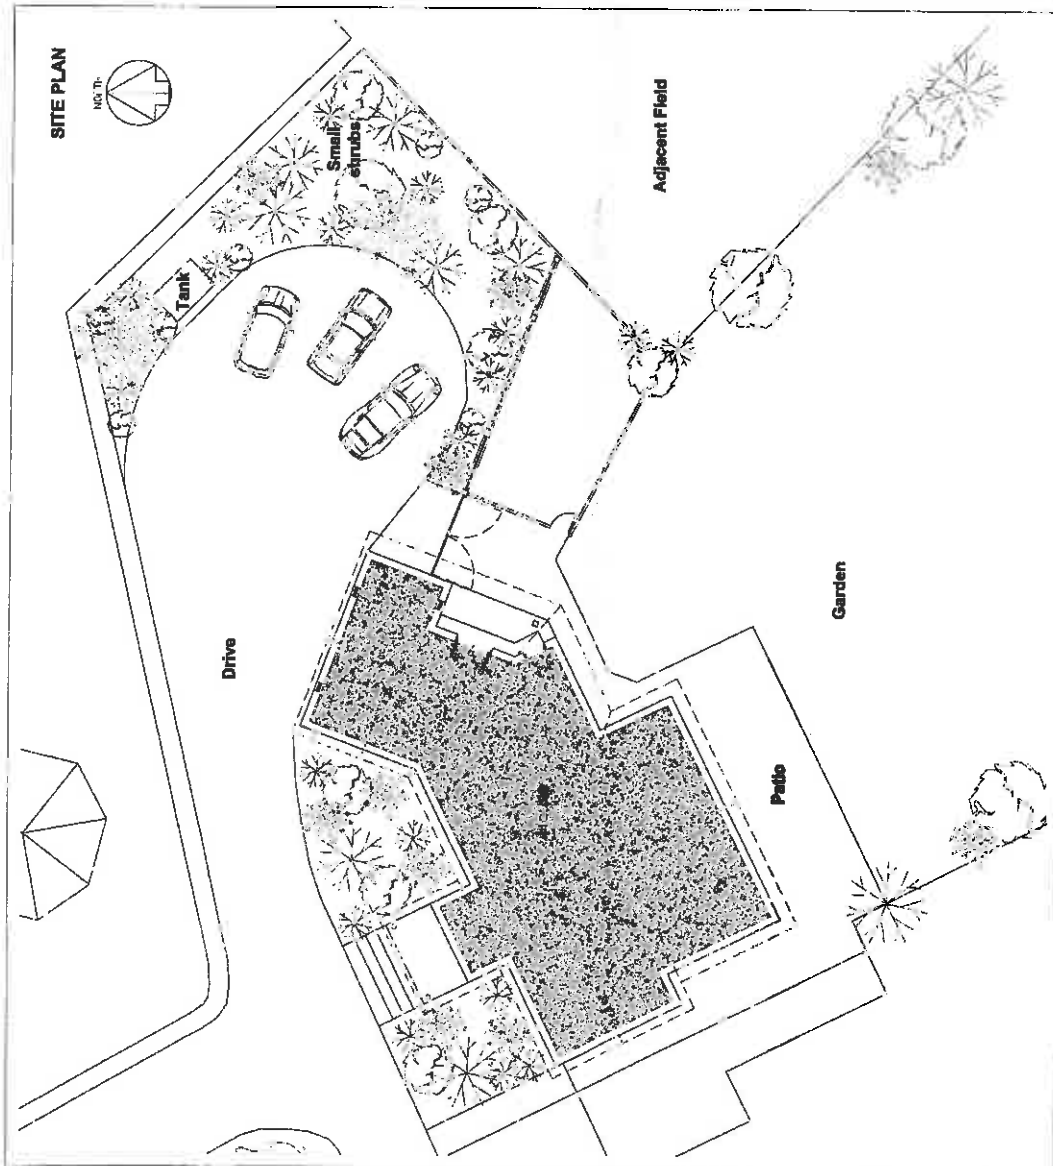 SITE PLAN
Small
shrubs
Tank
Adjacent Field
Drive
Garden
Patio